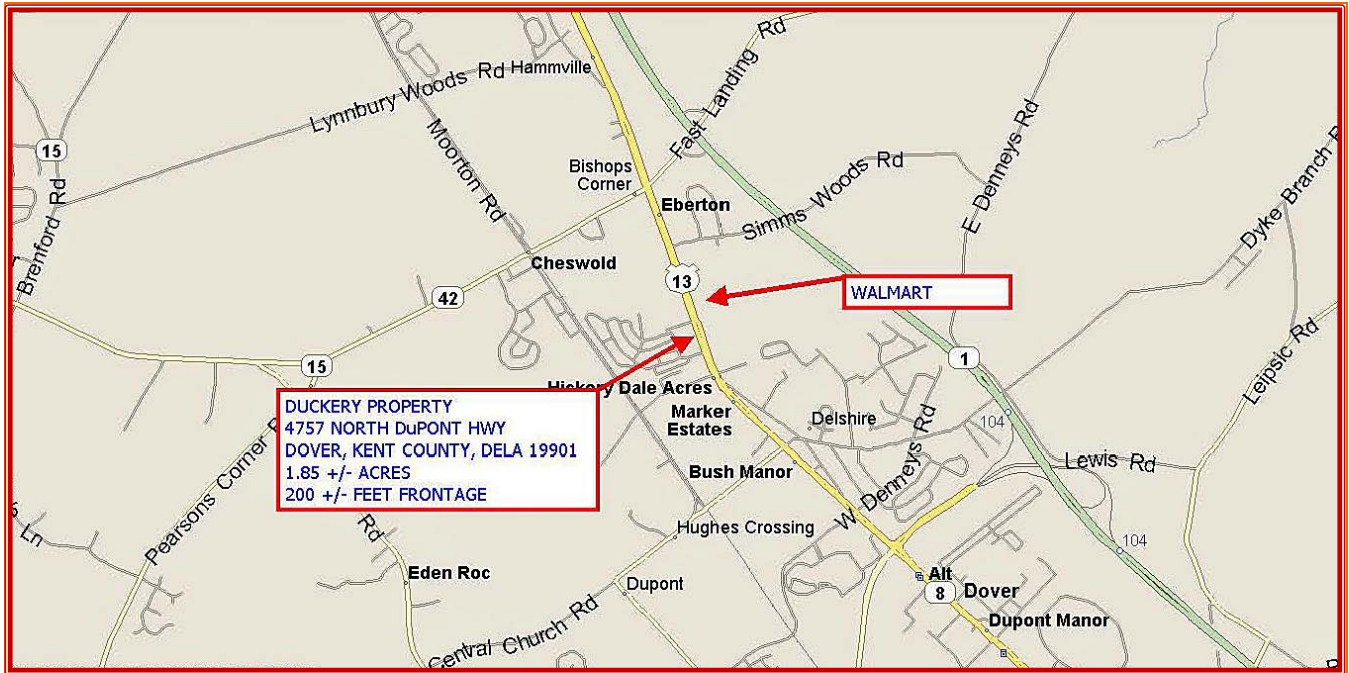 Rd
Lynnbury Woods Rd
Hammville
Fast Landing
Moorton Rd
15
Bishops
Corner
Simms Woods Rd
E Denneys Rd
Dyke Branch R
Eberton
Brenford Rd
Cheswold
13
WALMART
42
15
1
Leipsic Rd
Hickory Dale Acres
DUCKERY PROPERTY
4757 NORTH DuPONT HWY
DOVER, KENT COUNTY, DELA 19901
1.85 +/- ACRES
200 +/- FEET FRONTAGE
Marker
Estates
Delshire
104
Pearsons Corner R
Bush Manor
W Denneys Rd
Lewis Rd
Ln
Rd
Hughes Crossing
104
Eden Roc
Dupont
Alt
8
Dover
Central Church Rd
Dupont Manor